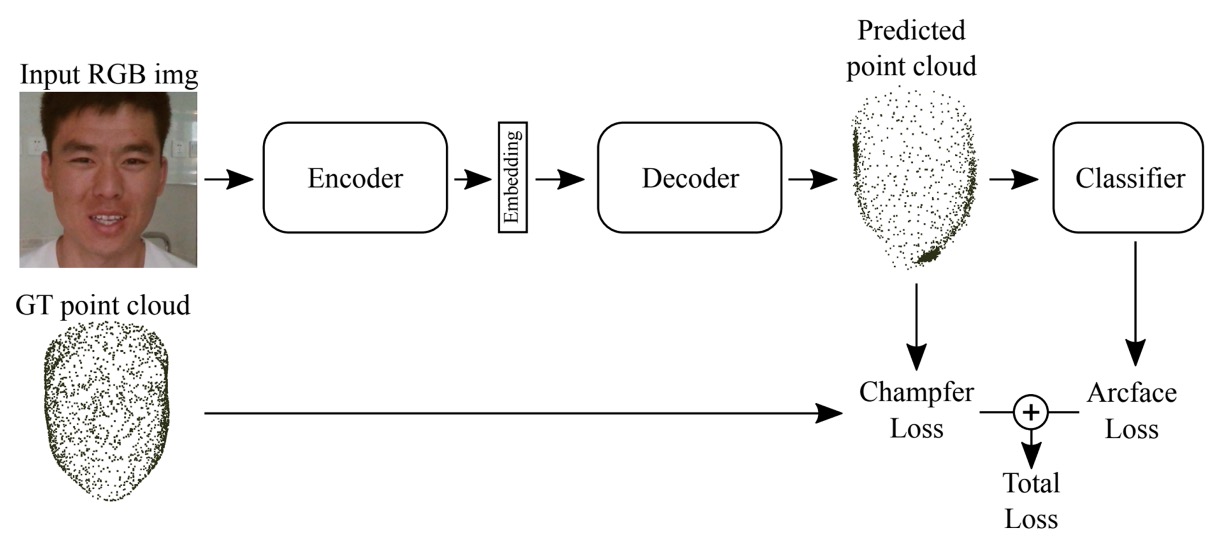 Predicted
point cloud
Input RGB img
Encoder
Embedding
Decoder
Classifier
GT point cloud
Champfer
Loss
Arcface
Loss
Total
Loss